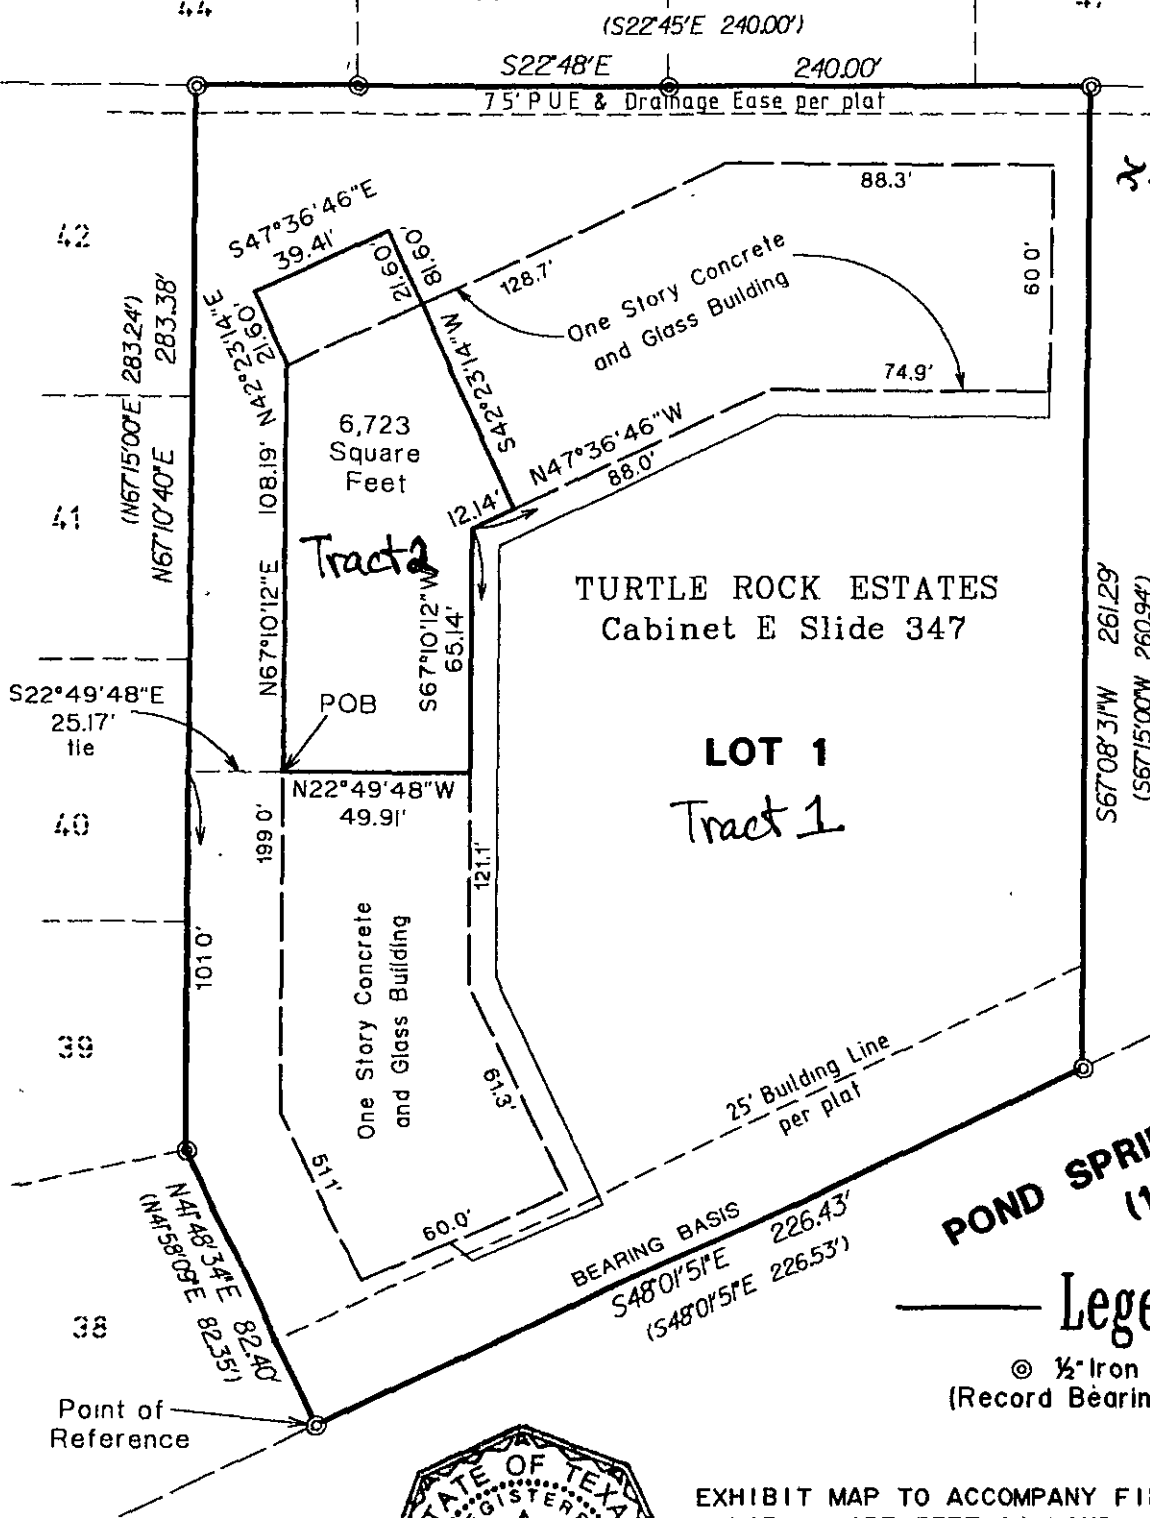 44
47
(S22°45'E 240.00')
S22°48'E 240.00'
75' PUE & Drainage Ease per plat
42
S47°36'46"E
39.41'
21.60'
81.60'
88.3'
60 0'
128.7'
One Story Concrete
and Glass Building
N42°23'14"E
21.60'
S42°23'14"W
74.9'
(N67°15'00"E 283.24')
N67°10'40"E 283.38'
6,723
Square
Feet
N47°36'46"W
88.0'
12.14'
41
N67°10'12"E 108.19'
Tract 2
S67°10'12"W
65.14'
TURTLE ROCK ESTATES
Cabinet E Slide 347
S67°08'31"W 261.29'
(S67°15'00"W 260.94')
S22°49'48"E
25.17'
tie
POB
LOT 1
Tract 1
N22°49'48"W
49.91'
40
199 0'
121.1'
101 0'
One Story Concrete
and Glass Building
39
61.3'
25' Building Line
per plat
511'
60.0'
N41°48'34"E 82.40'
(N41°58'09"E 82.35')
BEARING BASIS
S48°01'51"E 226.43'
(S48°01'51"E 226.53')
POND SPRI
(1
38
Lege
½" Iron
(Record Bearin
Point of
Reference
STATE OF TEXA
GISTER
EXHIBIT MAP TO ACCOMPANY FI